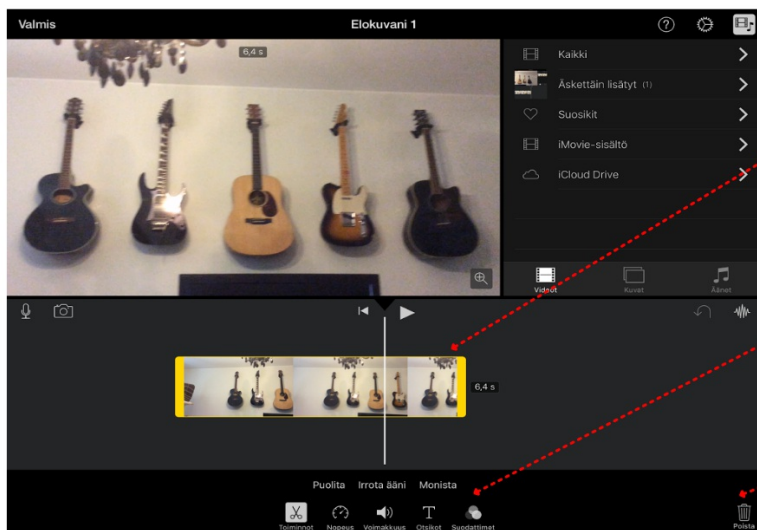 Valmis
Elokuvani 1
?
6,4 s
Kaikki
Äskettäin lisätyt (1)
Suosikit
iMovie-sisältö
iCloud Drive
Videot
Kuvat
Äänet
6,4 s
Puolita Irrota ääni Monista
Toiminnot Nopeus Voimakkuus Otsikot Suodattimet
Poista